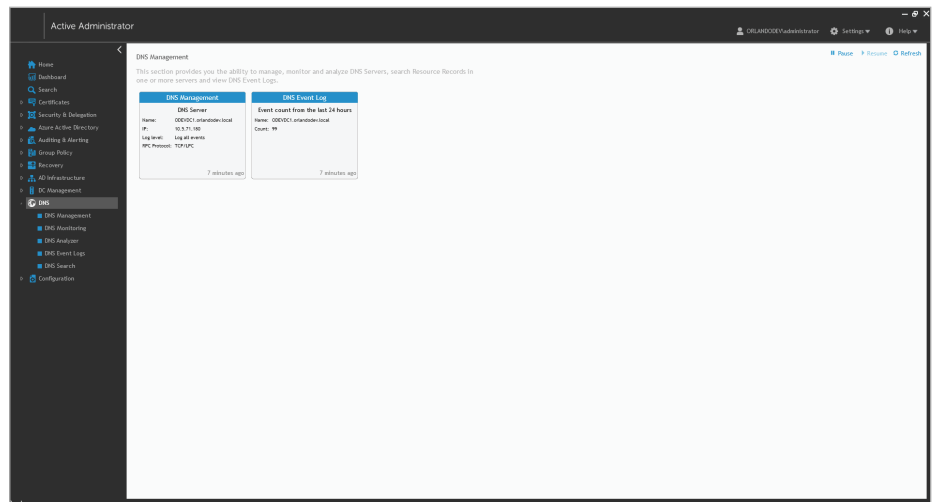 Active Administrator
ORLANDODEV\administrator Settings Help
Home
Dashboard
Search
Certificates
Security & Delegation
Azure Active Directory
Auditing & Alerting
Group Policy
Recovery
AD Infrastructure
DC Management
DNS
DNS Management
DNS Monitoring
DNS Analyzer
DNS Event Logs
DNS Search
Configuration
DNS Management
Pause Resume Refresh
This section provides you the ability to manage, monitor and analyze DNS Servers, search Resource Records in
one or more servers and view DNS Event Logs.
DNS Management
DNS Server
Name: ODEVDC1.orlandodev.local
IP: 10.5.71.180
Log level: Log all events
RPC Protocol: TCP/LPC
7 minutes ago
DNS Event Log
Event count from the last 24 hours
Name: ODEVDC1.orlandodev.local
Count: 99
7 minutes ago